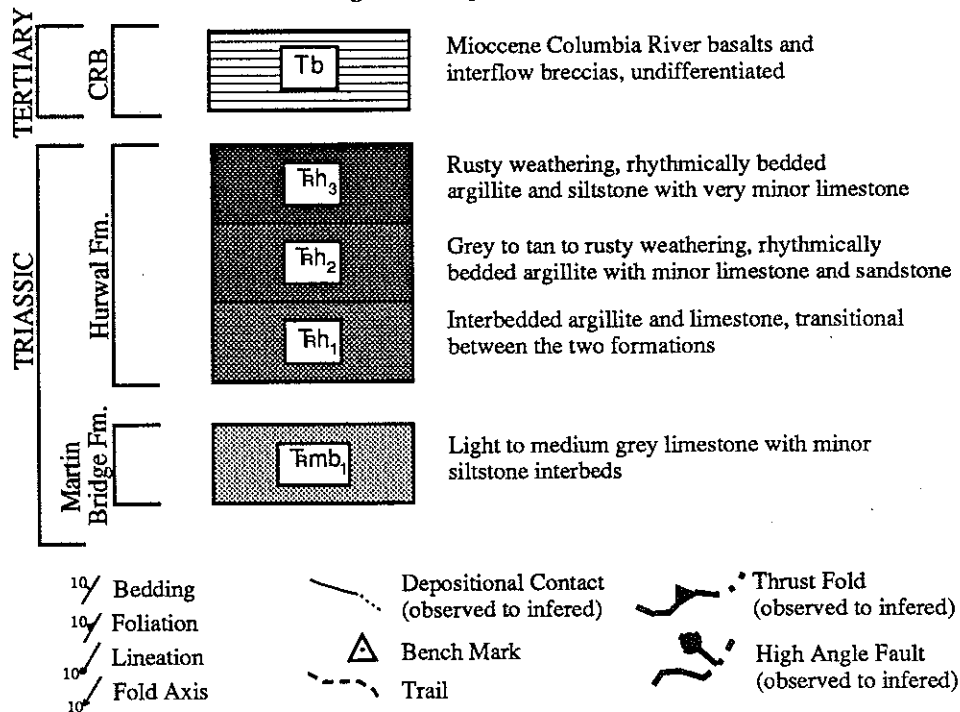 TERTIARY
CRB
Tb
Mioccene Columbia River basalts and
interflow breccias, undifferentiated
TRIASSIC
Hurwal Fm.
Ꞃh3
Rusty weathering, rhythmically bedded
argillite and siltstone with very minor limestone
Ꞃh2
Grey to tan to rusty weathering, rhythmically
bedded argillite with minor limestone and sandstone
Ꞃh1
Interbedded argillite and limestone, transitional
between the two formations
Martin
Bridge Fm.
Ꞃmb1
Light to medium grey limestone with minor
siltstone interbeds
10 Bedding
10 Foliation
10 Lineation
10 Fold Axis
Depositional Contact
(observed to infered)
Bench Mark
Trail
Thrust Fold
(observed to infered)
High Angle Fault
(observed to infered)